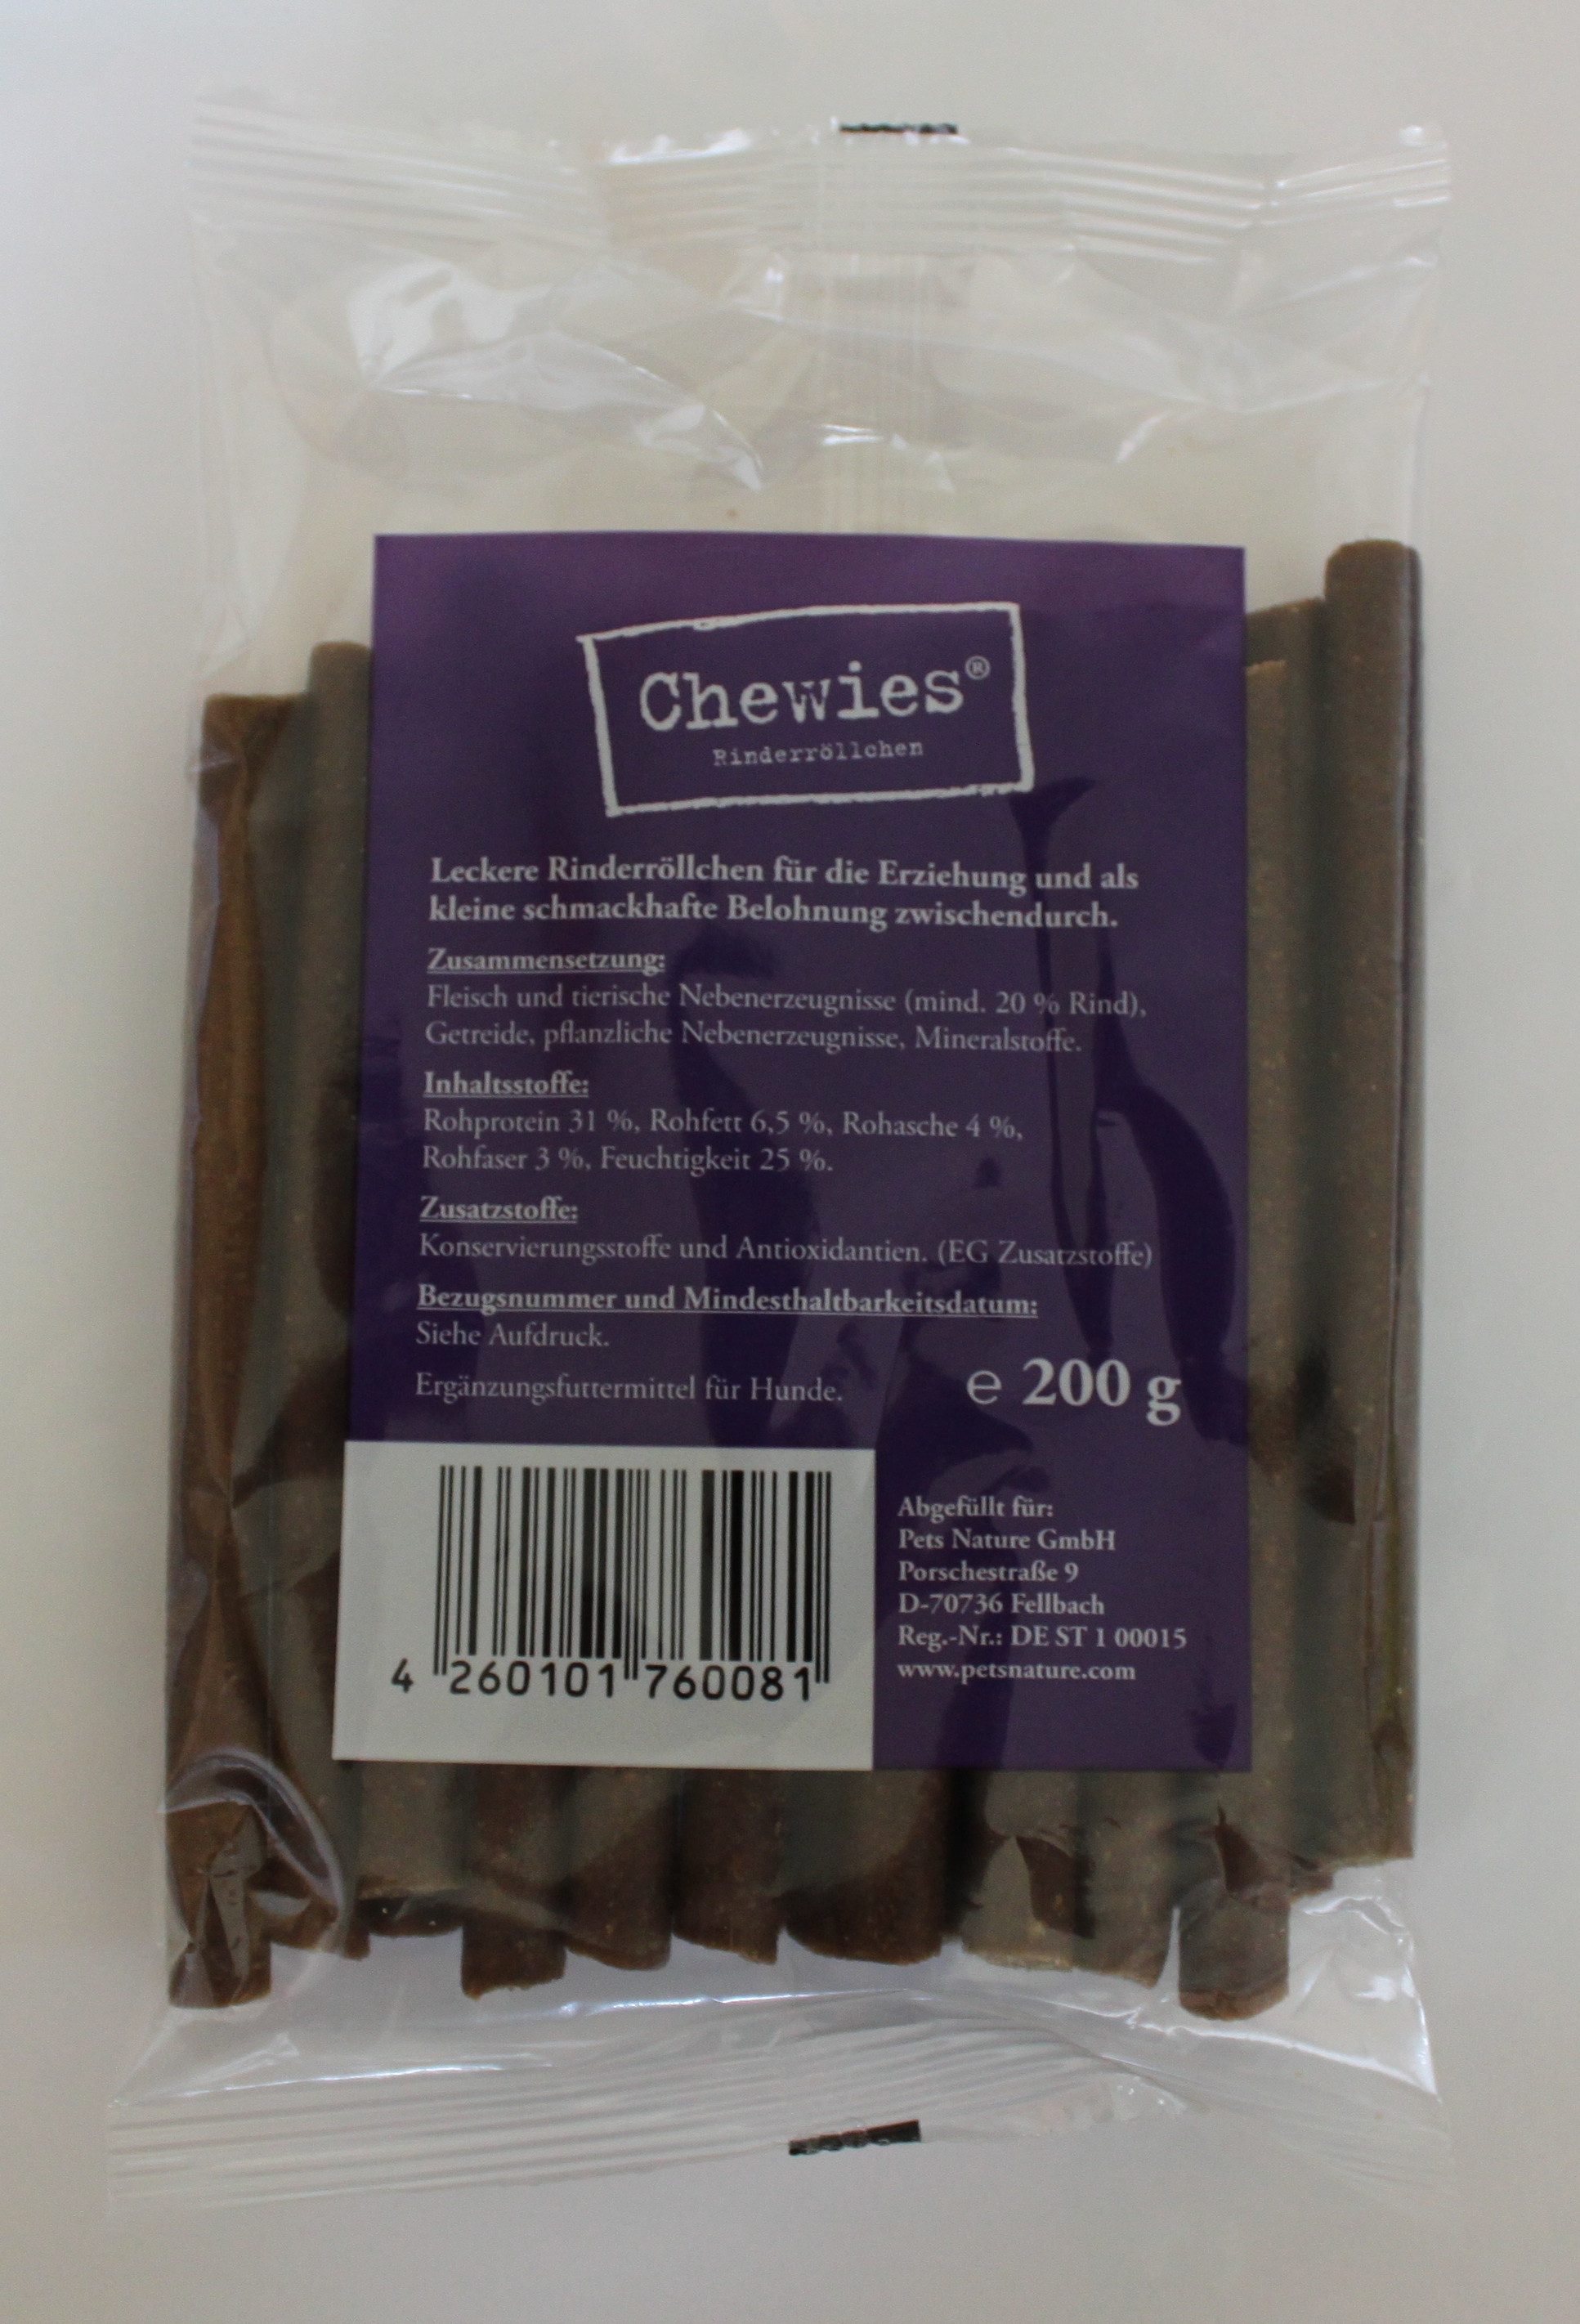 Chewies®
Rinderröllchen
Leckere Rinderröllchen für die Erziehung und als
kleine schmackhafte Belohnung zwischendurch.
Zusammensetzung:
Fleisch und tierische Nebenerzeugnisse (mind. 20 % Rind),
Getreide, pflanzliche Nebenerzeugnisse, Mineralstoffe.
Inhaltsstoffe:
Rohprotein 31 %, Rohfett 6,5 %, Rohasche 4 %,
Rohfaser 3 %, Feuchtigkeit 25 %.
Zusatzstoffe:
Konservierungsstoffe und Antioxidantien. (EG Zusatzstoffe)
Bezugsnummer und Mindesthaltbarkeitsdatum:
Siehe Aufdruck.
Ergänzungsfuttermittel für Hunde.
℮ 200 g
4 260101 760081
Abgefüllt für:
Pets Nature GmbH
Porschestraße 9
D-70736 Fellbach
Reg.-Nr.: DE ST 1 00015
www.petsnature.com